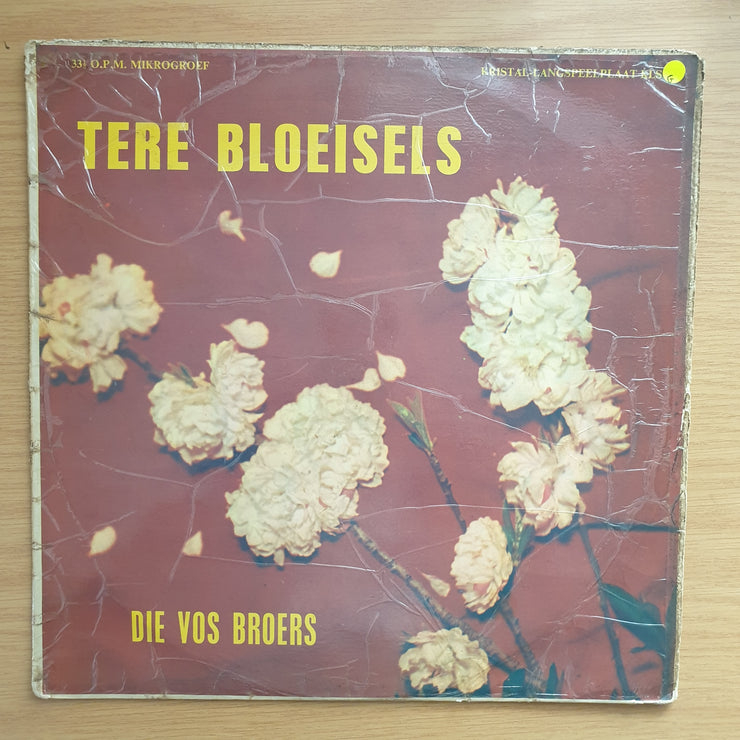 33⅓ O.P.M. MIKROGROEF
KRISTAL LANGSPEELPLAAT
TERE BLOEISELS
DIE VOS BROERS